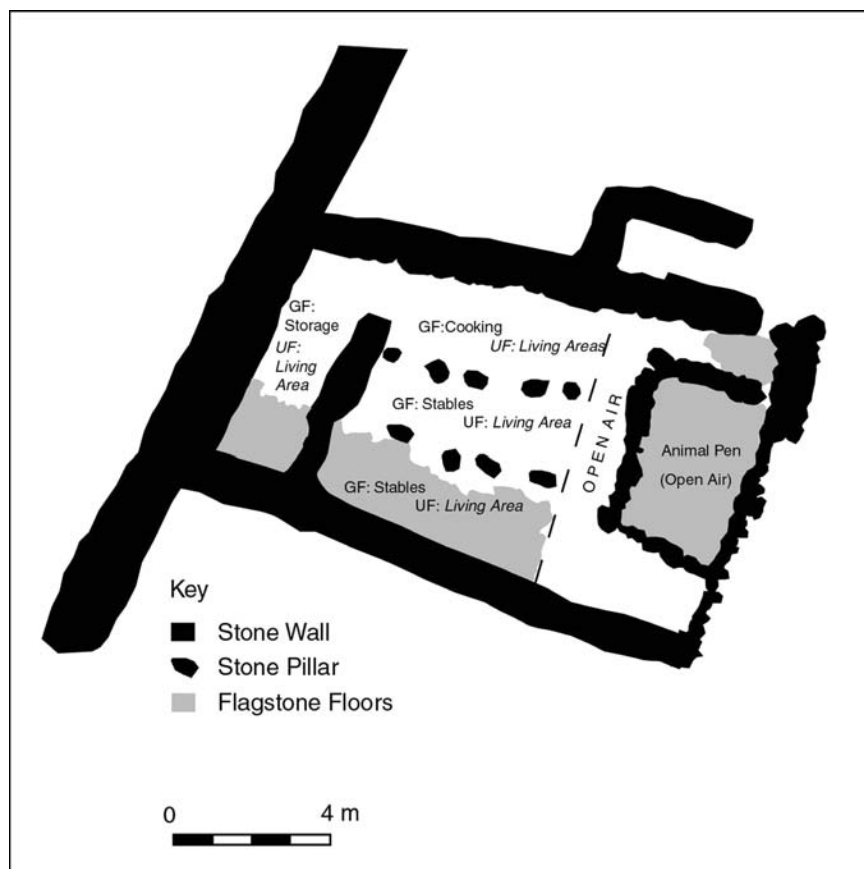 GF:
Storage
UF:
Living
Area
GF:Cooking
UF: Living Areas
GF: Stables
UF: Living Area
GF: Stables
UF: Living Area
OPEN AIR
Animal Pen
(Open Air)
Key
Stone Wall
Stone Pillar
Flagstone Floors
0 4 m